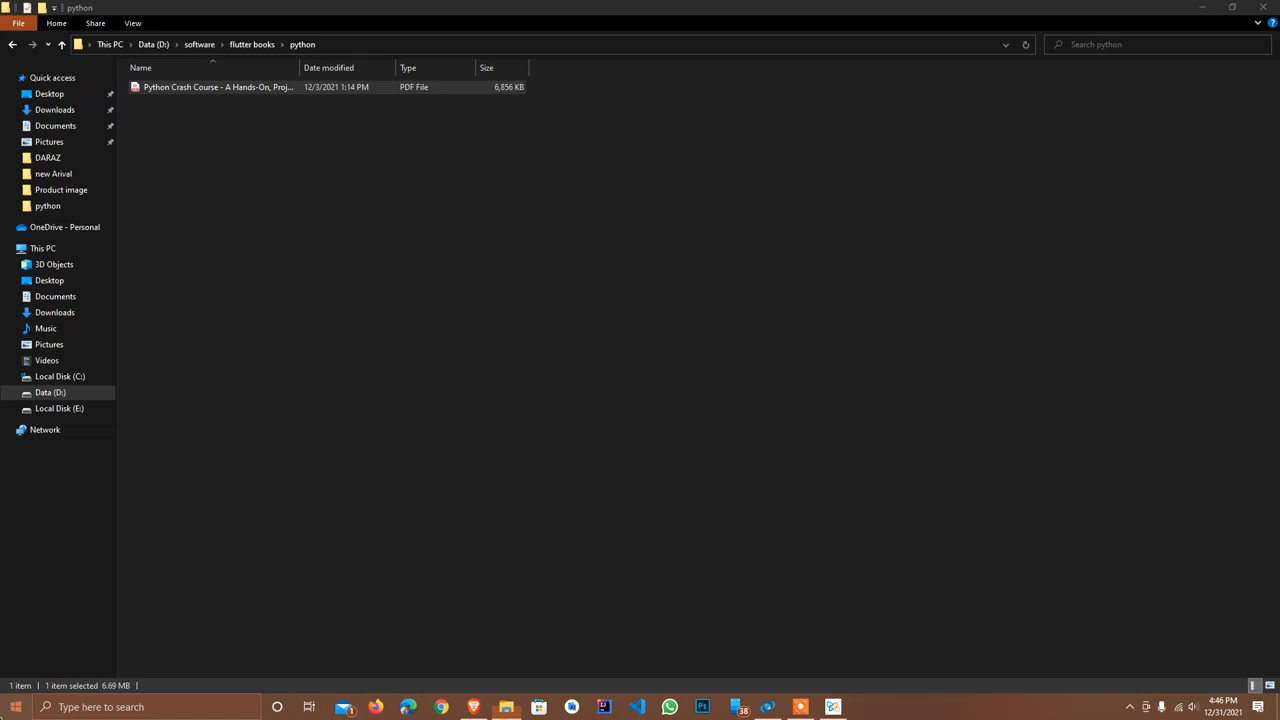 python
File Home Share View
This PC Data (D:) software flutter books python Search python
Name Date modified Type Size
Python Crash Course - A Hands-On, Proj... 12/3/2021 1:14 PM PDF File 6,856 KB
Quick access
Desktop
Downloads
Documents
Pictures
DARAZ
new Arival
Product image
python
OneDrive - Personal
This PC
3D Objects
Desktop
Documents
Downloads
Music
Pictures
Videos
Local Disk (C:)
Data (D:)
Local Disk (E:)
Network
1 item 1 item selected 6.69 MB
Type here to search 1 38 4:46 PM
12/31/2021